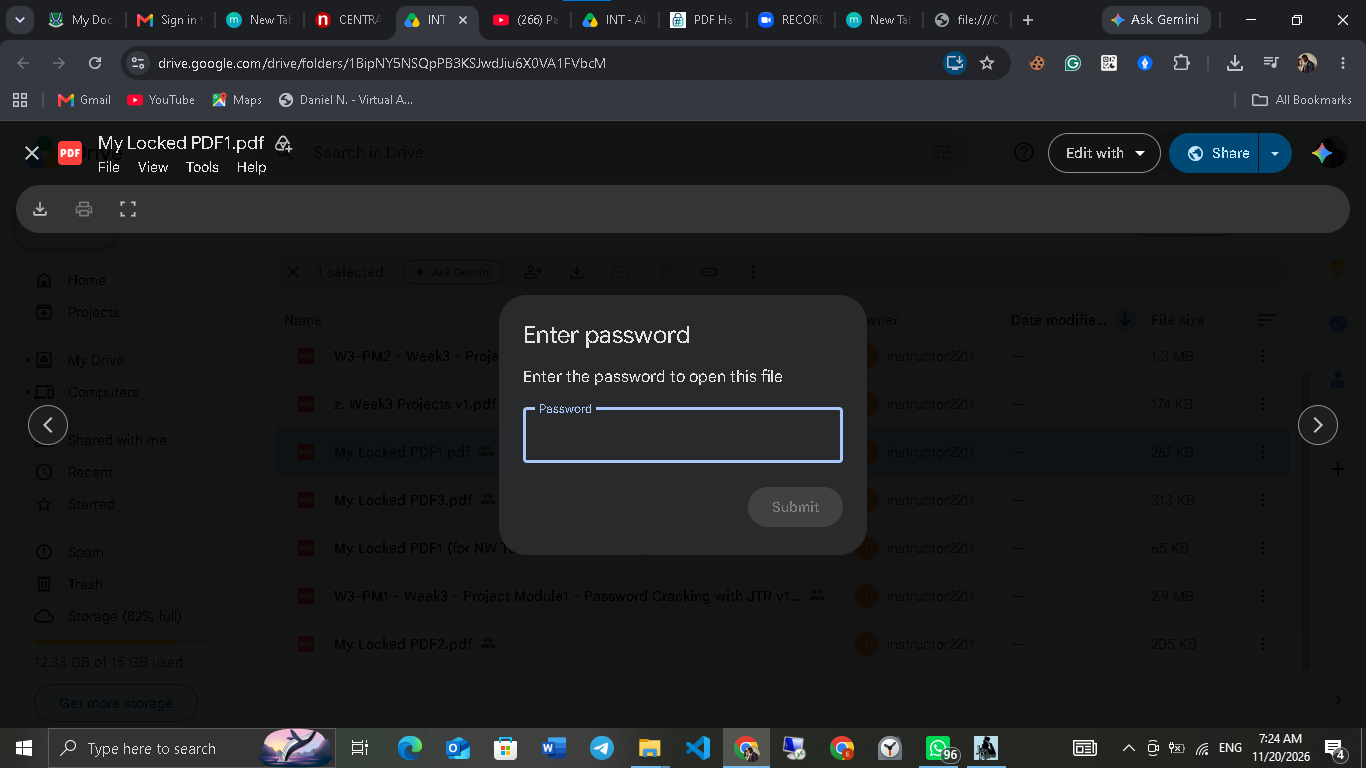 My Doc
Sign in t
New Tab
CENTRA
INT
(266) Pa
INT - Al
PDF Ha
RECORD
New Tab
file:///C
Ask Gemini
drive.google.com/drive/folders/1BipNY5NSQpPB3KSJwdJiu6X0VA1FVbcM
Gmail
YouTube
Maps
Daniel N. - Virtual A...
All Bookmarks
PDF
My Locked PDF1.pdf
File View Tools Help
Search in Drive
Edit with
Share
1 selected
Ask Gemini
Home
Projects
My Drive
Computers
Shared with me
Recent
Starred
Spam
Trash
Storage (82% full)
12.33 GB of 15 GB used
Get more storage
Name
Date modifie...
File size
W3-PM2 - Week3 - Proje
instructor2211
—
1.3 MB
z. Week3 Projects v1.pdf
instructor2211
—
174 KB
My Locked PDF1.pdf
instructor2211
—
267 KB
My Locked PDF3.pdf
instructor2211
—
313 KB
My Locked PDF1 (for NW
instructor2211
—
65 KB
W3-PM1 - Week3 - Project Module1 - Password Cracking with JTR v1...
instructor2211
—
2.9 MB
My Locked PDF2.pdf
instructor2211
—
205 KB
Enter password
Enter the password to open this file
Password
Submit
Type here to search
96
ENG
7:24 AM
11/20/2026
4